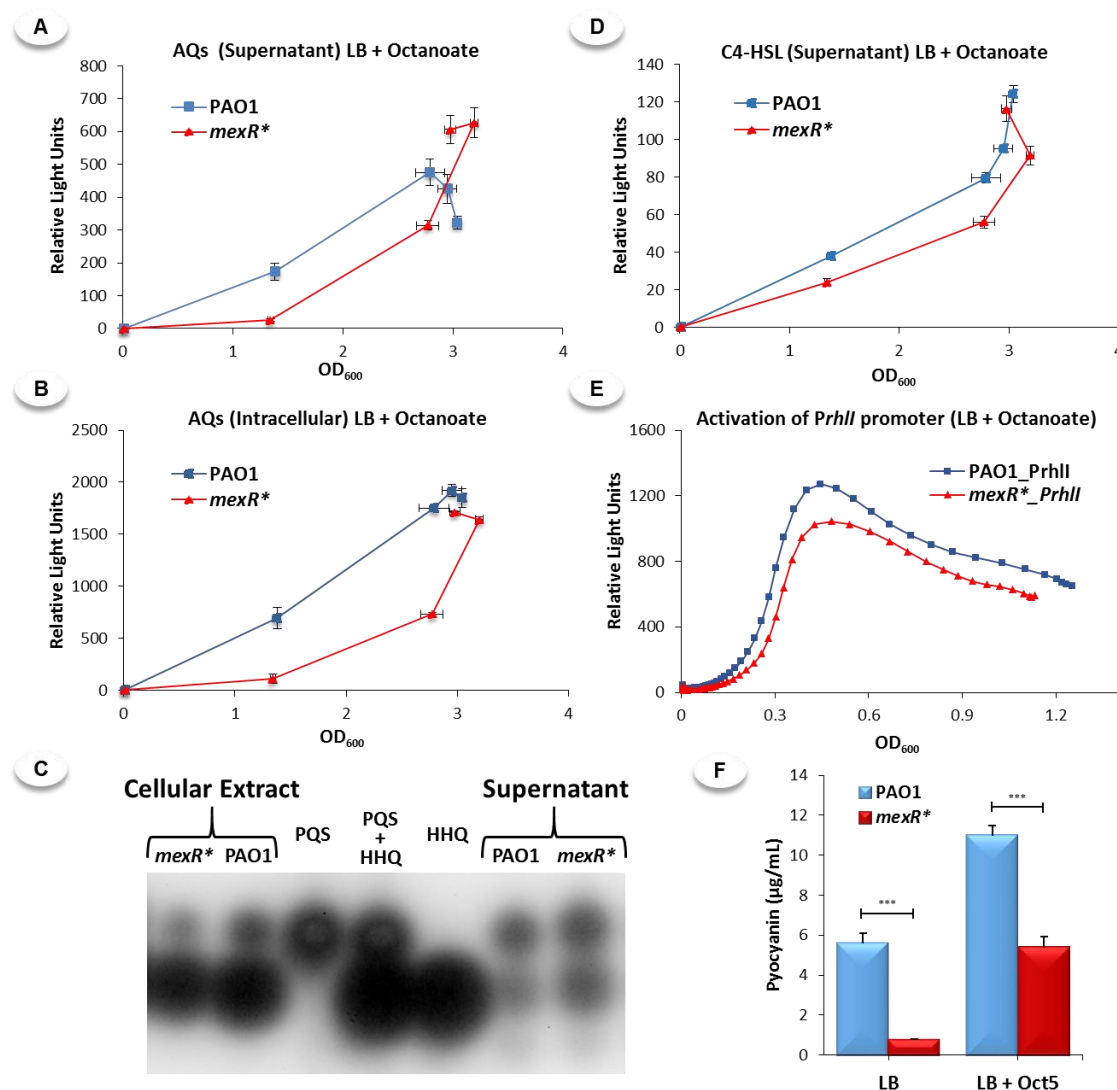 A
AQs (Supernatant) LB + Octanoate
Relative Light Units
800
700
600
500
400
300
200
100
0
PAO1
mexR*
0 1 2 3 4
OD600
B
AQs (Intracellular) LB + Octanoate
Relative Light Units
2500
2000
1500
1000
500
0
PAO1
mexR*
0 1 2 3 4
OD600
C
Cellular Extract
mexR* PAO1
PQS
PQS
+
HHQ
HHQ
Supernatant
PAO1 mexR*
D
C4-HSL (Supernatant) LB + Octanoate
Relative Light Units
140
120
100
80
60
40
20
0
PAO1
mexR*
0 1 2 3 4
OD600
E
Activation of PrhlI promoter (LB + Octanoate)
Relative Light Units
1600
1200
800
400
0
PAO1_PrhlI
mexR*_PrhlI
0 0.3 0.6 0.9 1.2
OD600
F
Pyocyanin (µg/mL)
14
12
10
8
6
4
2
0
PAO1
mexR*
***
***
LB LB + Oct5